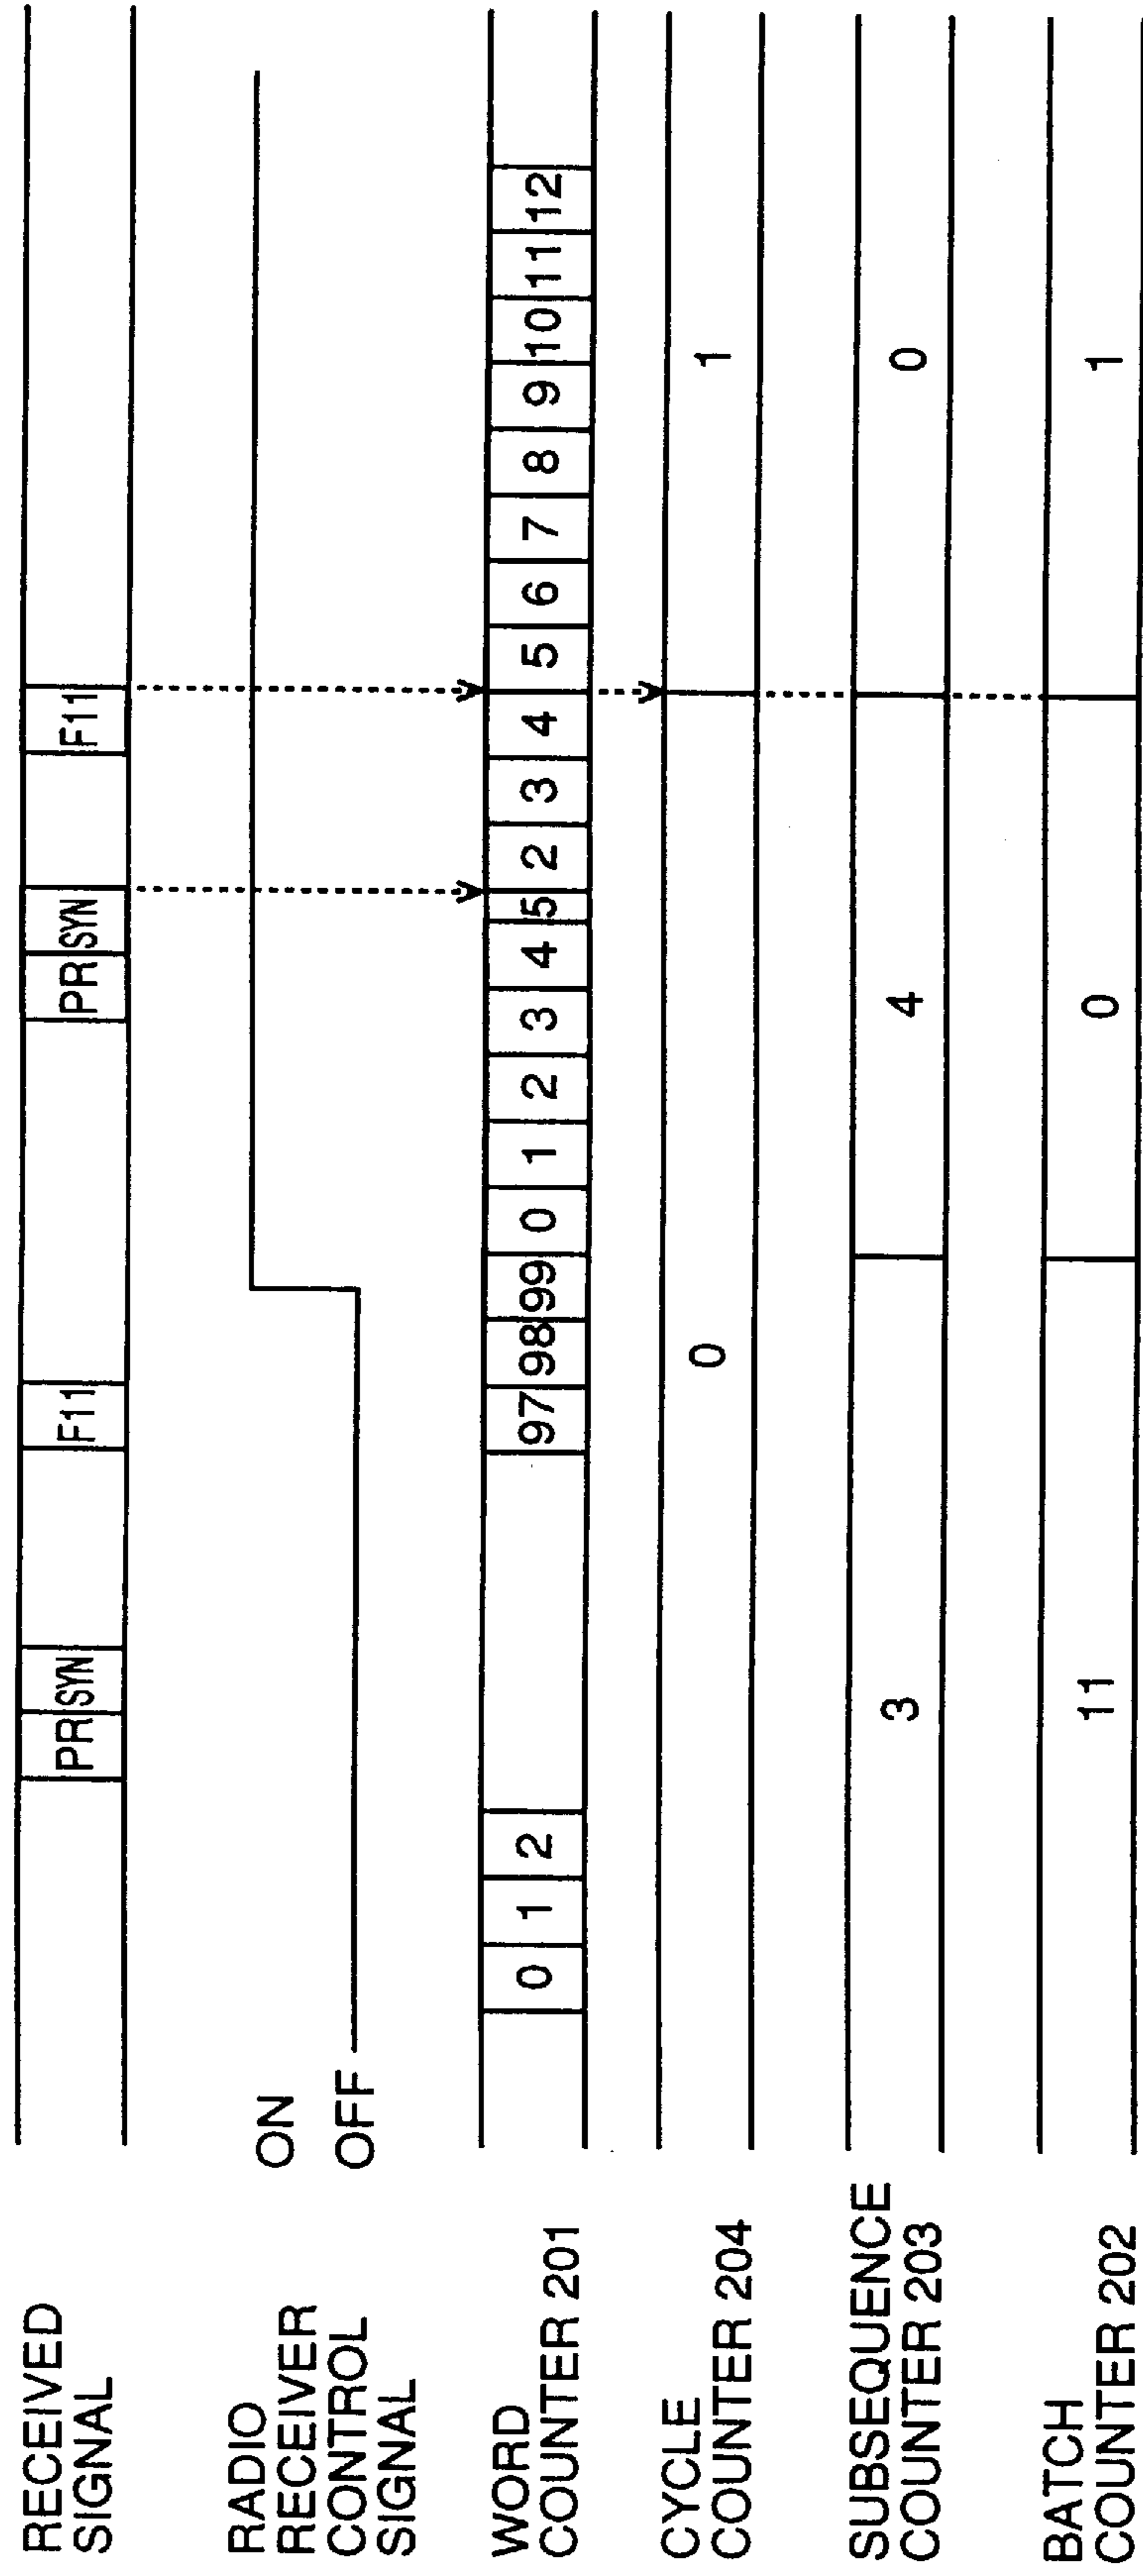 RECEIVED
SIGNAL
PR SYN F11 PR SYN F11
RADIO
RECEIVER
CONTROL
SIGNAL
ON
OFF
WORD
COUNTER 201
0 1 2 97 98 99 0 1 2 3 4 5 2 3 4 5 6 7 8 9 10 11 12
CYCLE
COUNTER 204
0 1
SUBSEQUENCE
COUNTER 203
3 4 0
BATCH
COUNTER 202
11 0 1